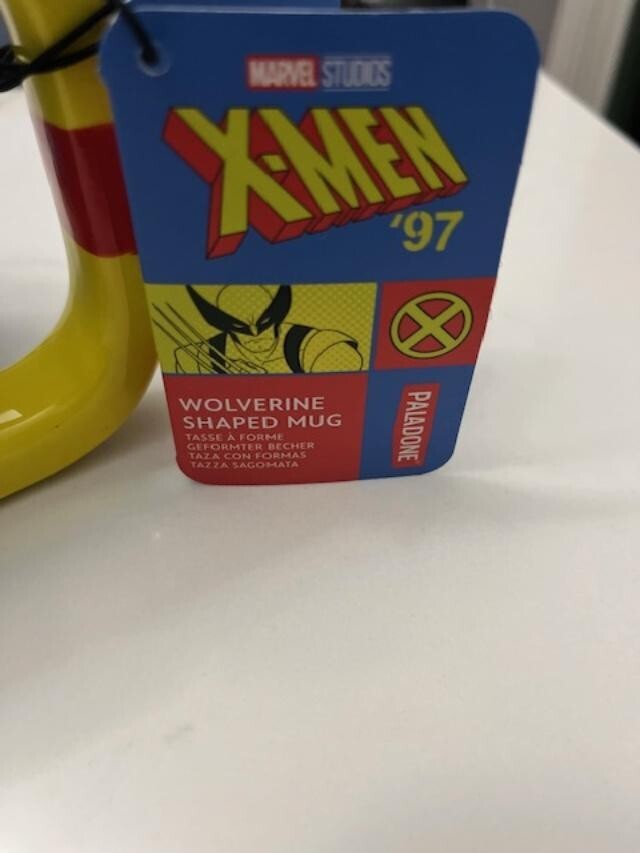 MARVEL STUDIOS
X-MEN
'97
WOLVERINE
SHAPED MUG
TASSE À FORME
GEFORMTER BECHER
TAZA CON FORMAS
TAZZA SAGOMATA
PALADONE